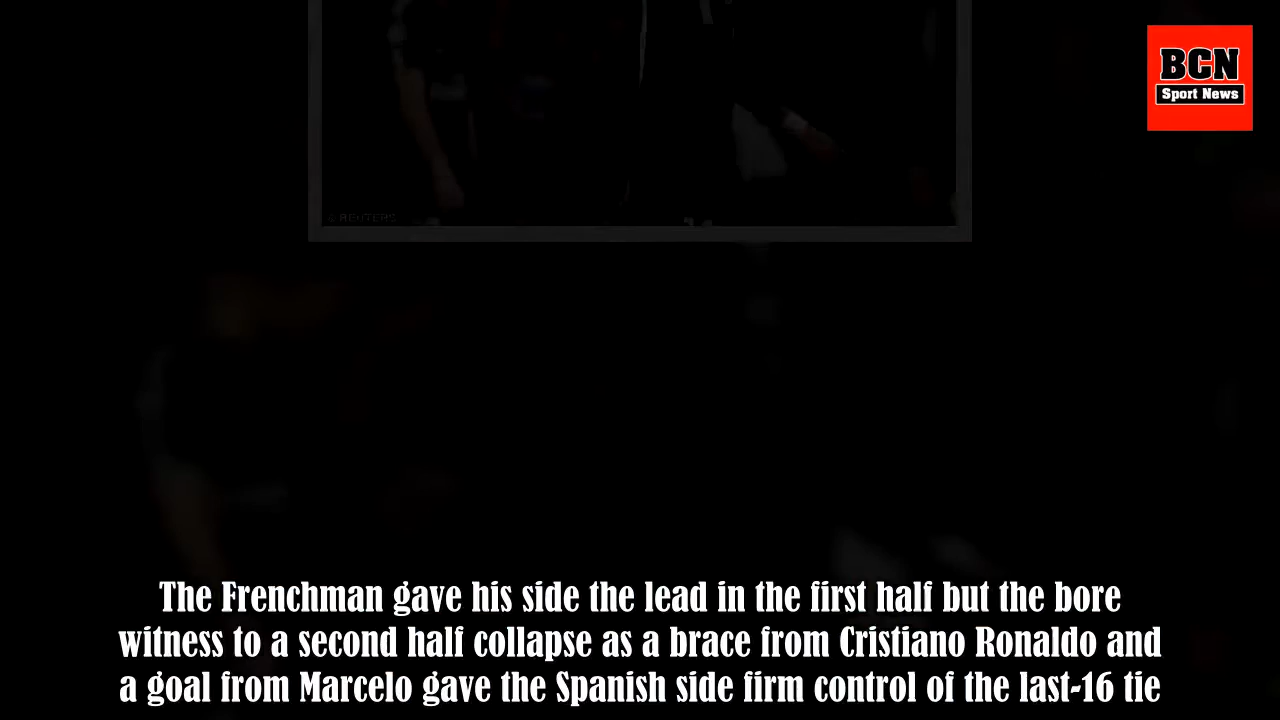 BCN
Sport News
© REUTERS
The Frenchman gave his side the lead in the first half but the bore
witness to a second half collapse as a brace from Cristiano Ronaldo and
a goal from Marcelo gave the Spanish side firm control of the last-16 tie